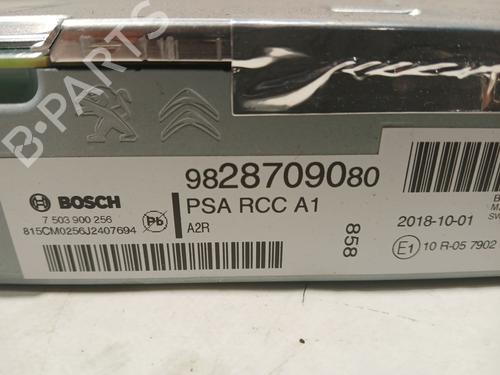 B-PARTS
BOSCH
7 503 900 256
815CM0256J2407694
Pb
9828709080
PSA RCC A1
A2R
858
2018-10-01
E1 10 R-05 7902